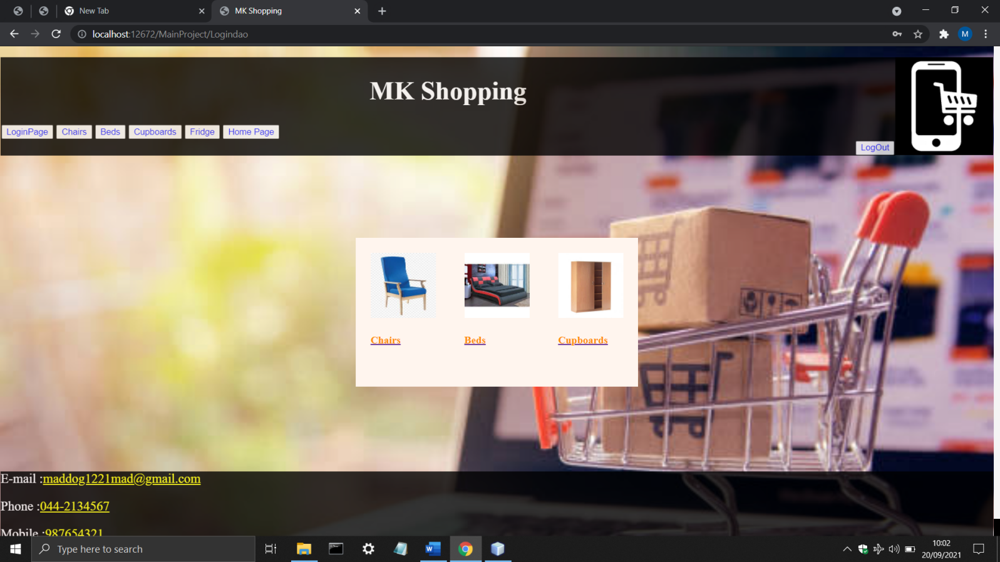 New Tab
MK Shopping
localhost:12672/MainProject/Logindao
M
MK Shopping
LoginPage Chairs Beds Cupboards Fridge Home Page
LogOut
Chairs Beds Cupboards
E-mail :maddog1221mad@gmail.com
Phone :044-2134567
Mobile :987654321
Type here to search
W
10:02
20/09/2021